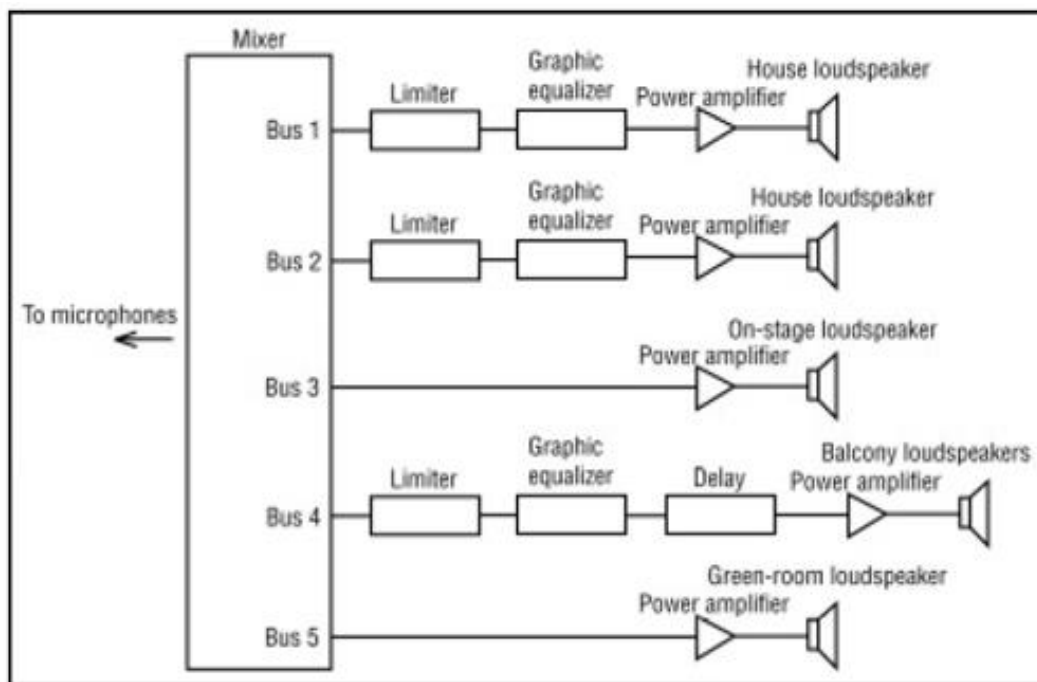 Mixer
Graphic
equalizer
House loudspeaker
Limiter
Power amplifier
Bus 1
Graphic
equalizer
House loudspeaker
Limiter
Power amplifier
Bus 2
To microphones
On-stage loudspeaker
Power amplifier
Bus 3
Graphic
equalizer
Balcony loudspeakers
Limiter
Delay
Power amplifier
Bus 4
Green-room loudspeaker
Power amplifier
Bus 5